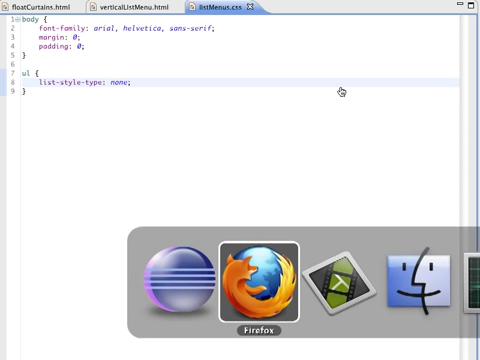 floatCurtains.html verticalListMenu.html listMenus.css
1 body {
2 font-family: arial, helvetica, sans-serif;
3 margin: 0;
4 padding: 0;
5 }
6
7 ul {
8 list-style-type: none;
9 }
Firefox